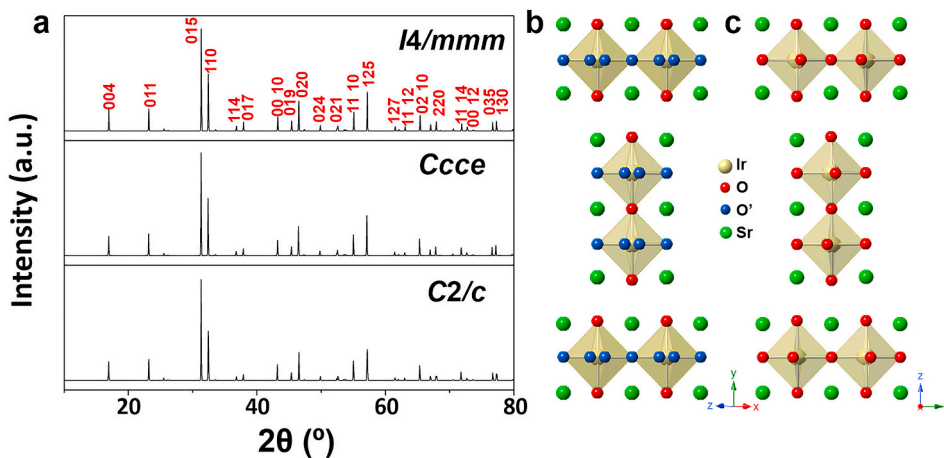 a
b
c
Intensity (a.u.)
I4/mmm
004
011
015
110
114
017
00 10
019
020
024
021
11 10
125
127
11 12
02 10
220
11 14
00 12
035
130
Ccce
C2/c
20
40
60
80
2θ (º)
Ir
O
O'
Sr
y
z
x
z
x